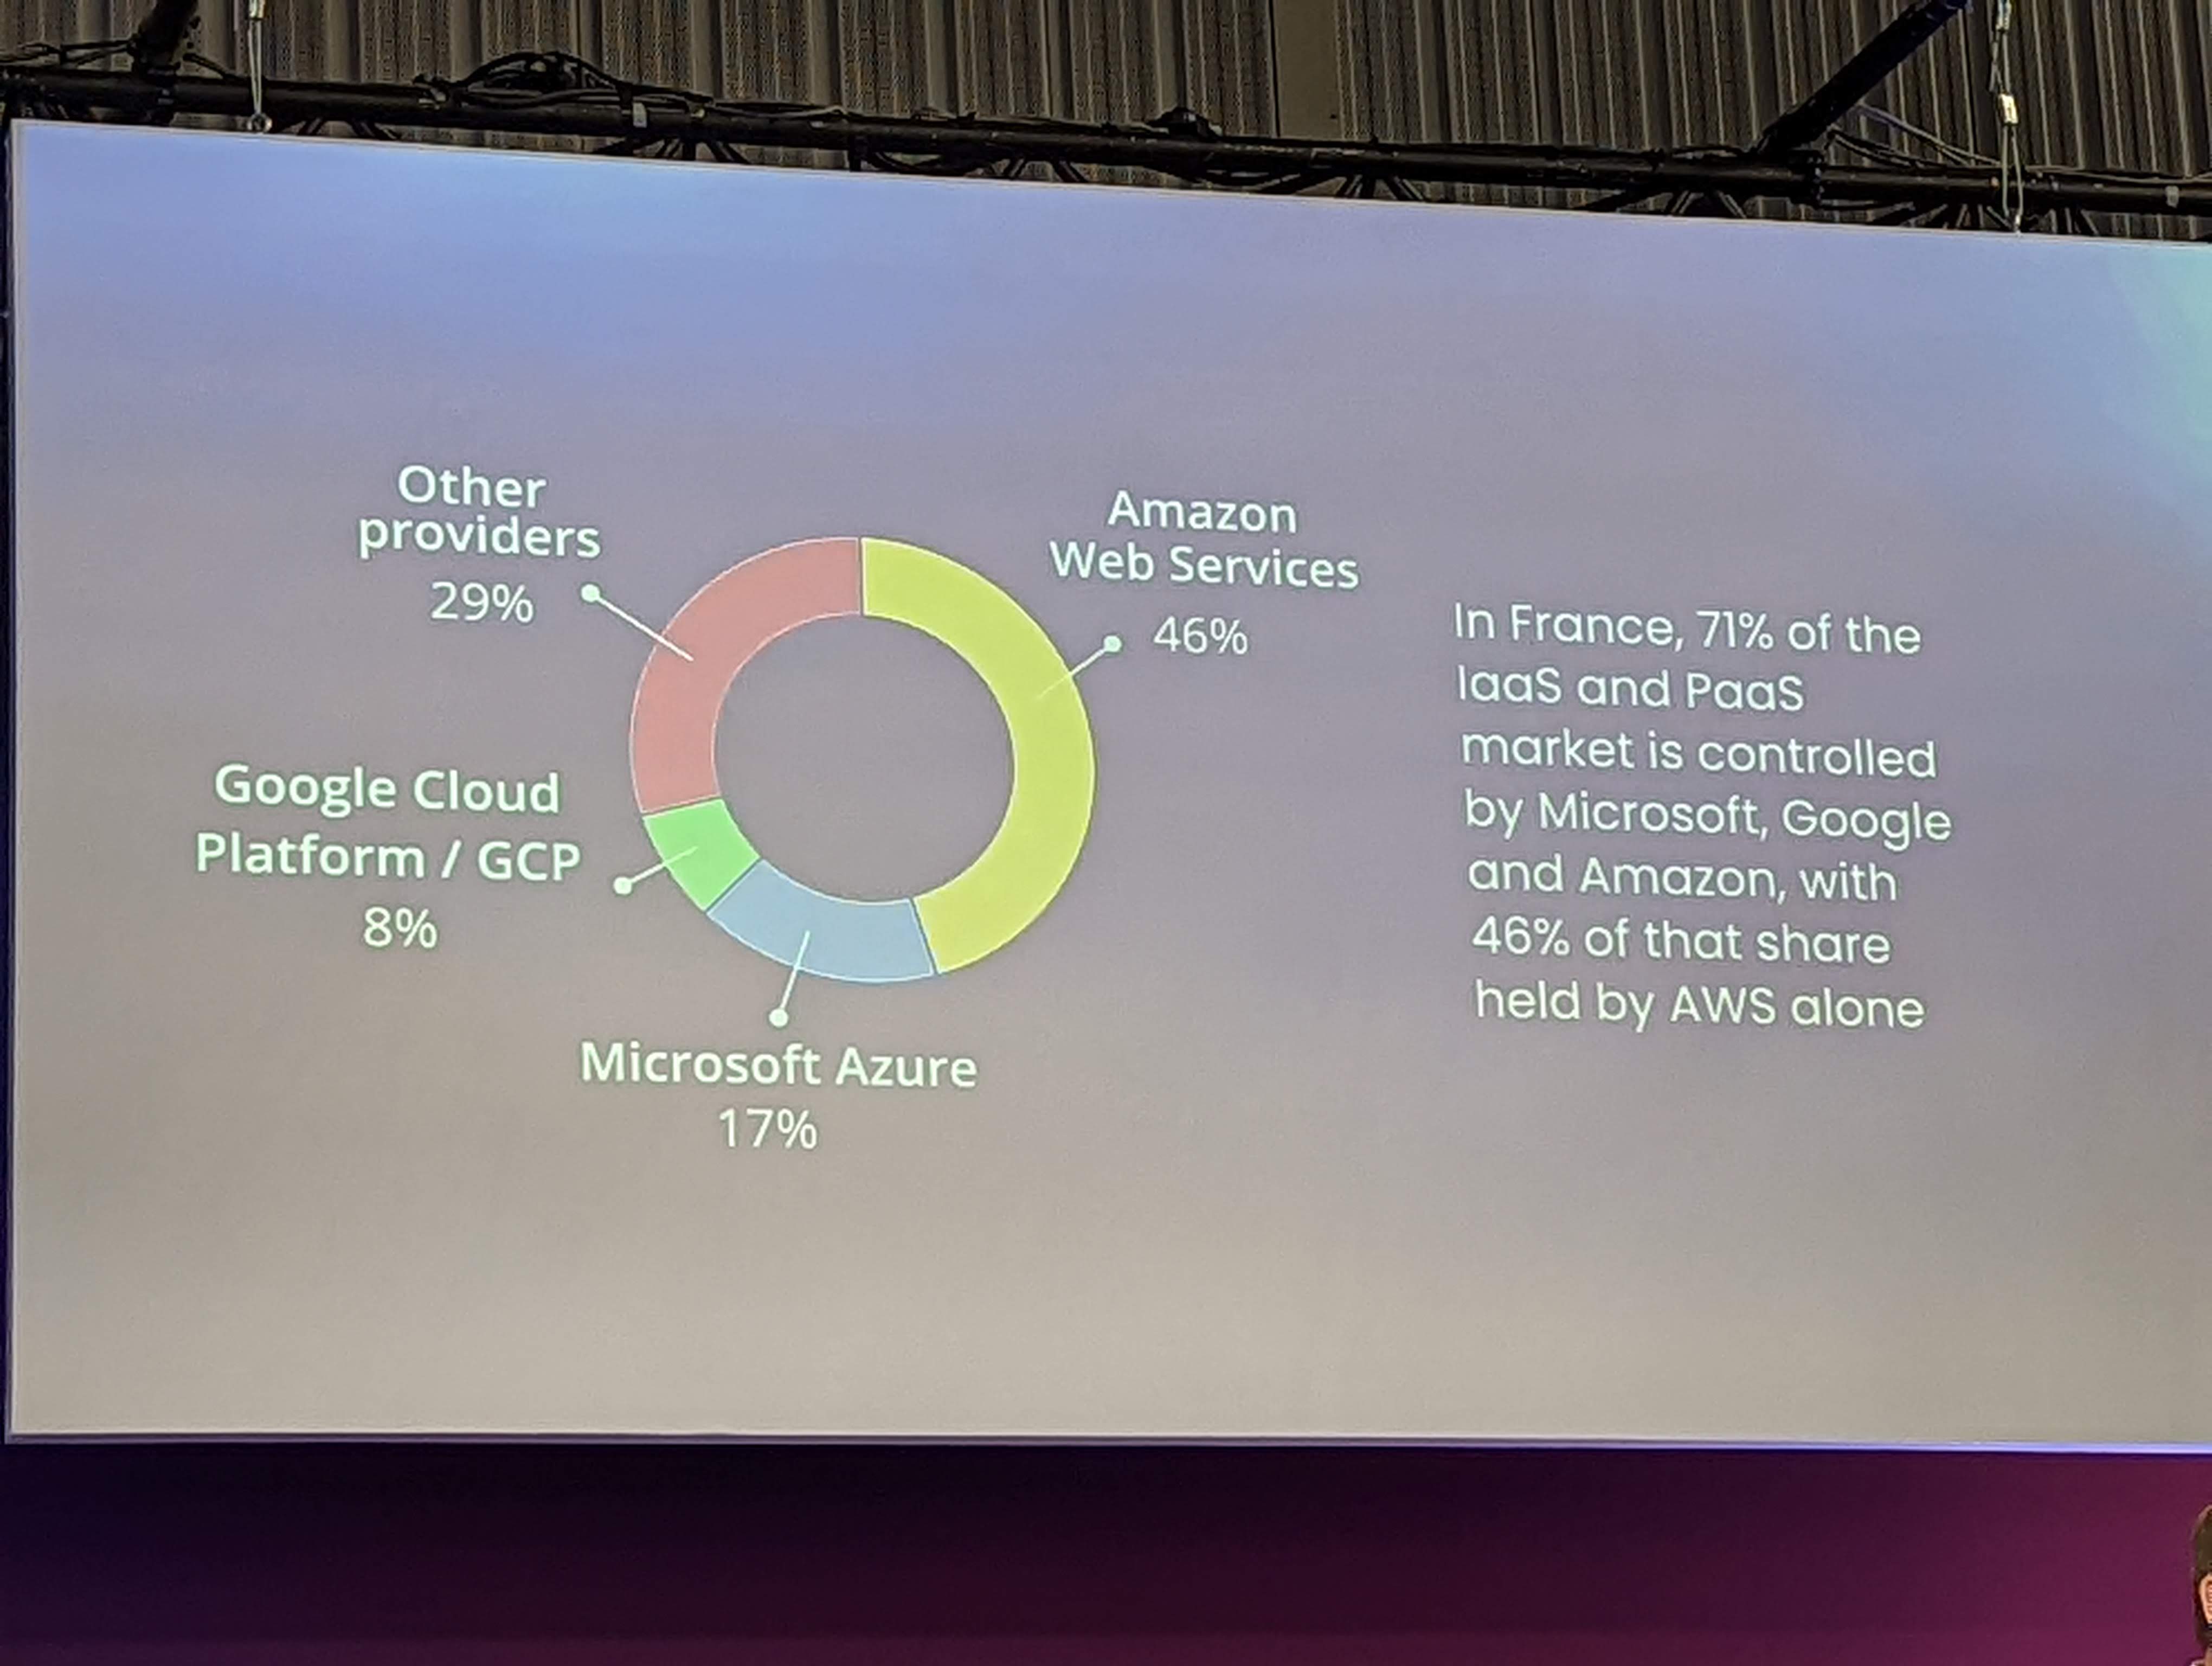 Other
providers
29%
Amazon
Web Services
46%
Google Cloud
Platform / GCP
8%
Microsoft Azure
17%
In France, 71% of the
IaaS and PaaS
market is controlled
by Microsoft, Google
and Amazon, with
46% of that share
held by AWS alone